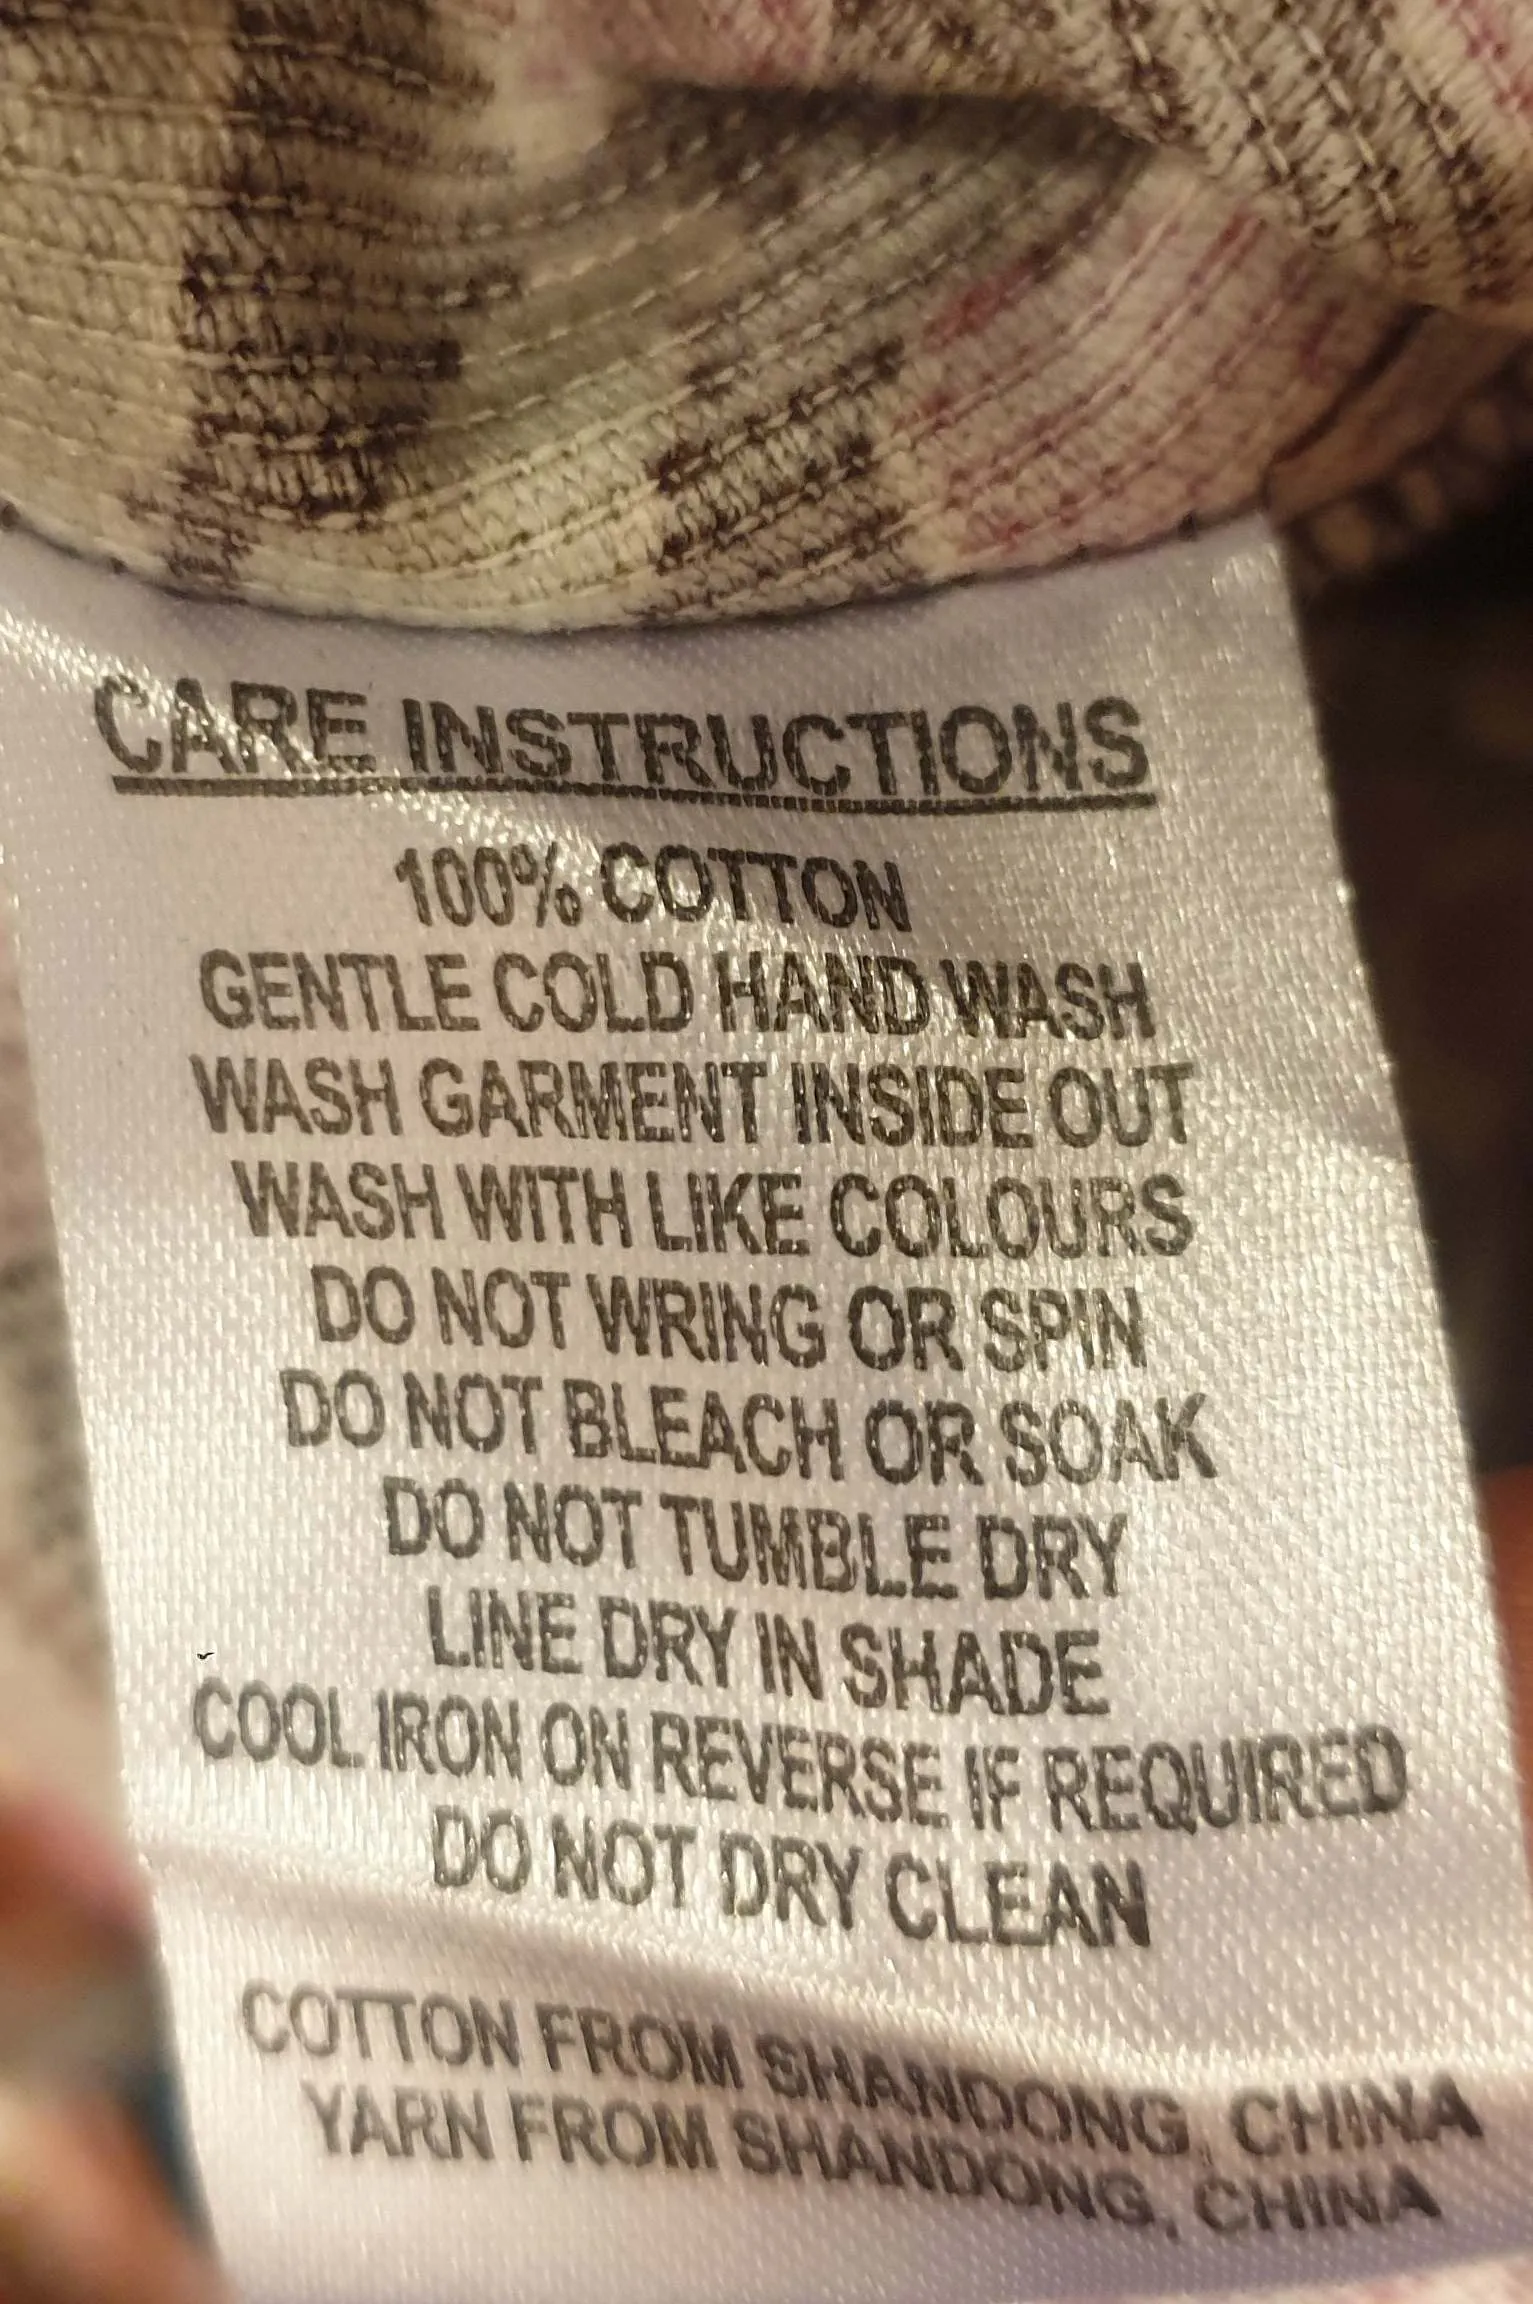 CARE INSTRUCTIONS
100% COTTON
GENTLE COLD HAND WASH
WASH GARMENT INSIDE OUT
WASH WITH LIKE COLOURS
DO NOT WRING OR SPIN
DO NOT BLEACH OR SOAK
DO NOT TUMBLE DRY
LINE DRY IN SHADE
COOL IRON ON REVERSE IF REQUIRED
DO NOT DRY CLEAN
COTTON FROM SHANDONG, CHINA
YARN FROM SHANDONG, CHINA